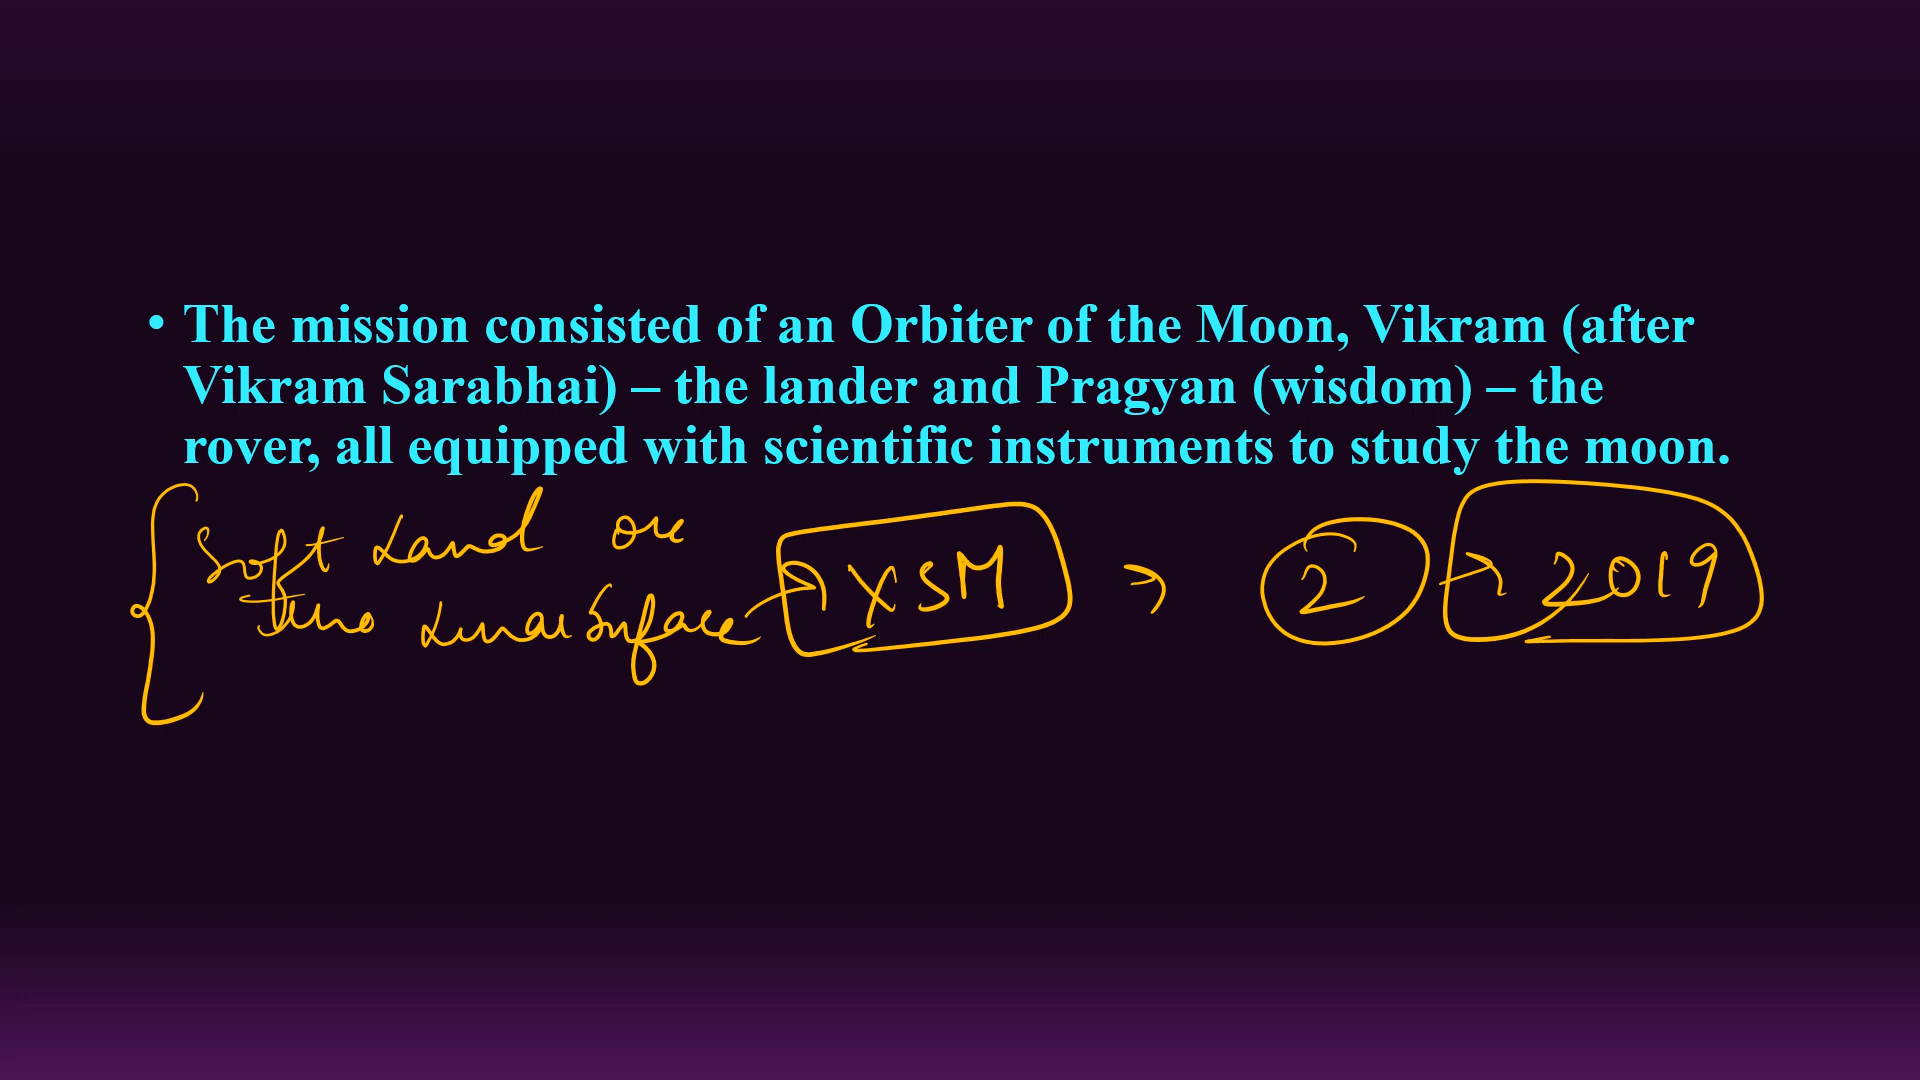 • The mission consisted of an Orbiter of the Moon, Vikram (after
Vikram Sarabhai) – the lander and Pragyan (wisdom) – the
rover, all equipped with scientific instruments to study the moon.
Soft Land on
the Lunar Surface → XSM → 2 → 2019